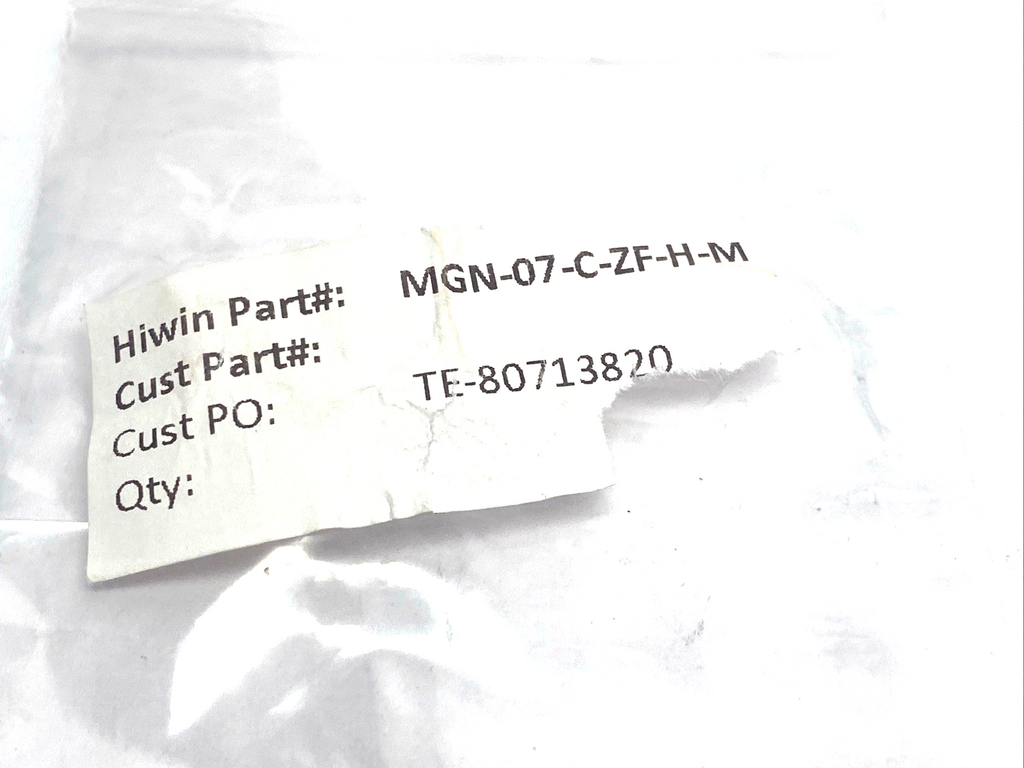 Hiwin Part#: MGN-07-C-ZF-H-M
Cust Part#:
Cust PO: TE-80713820
Qty: